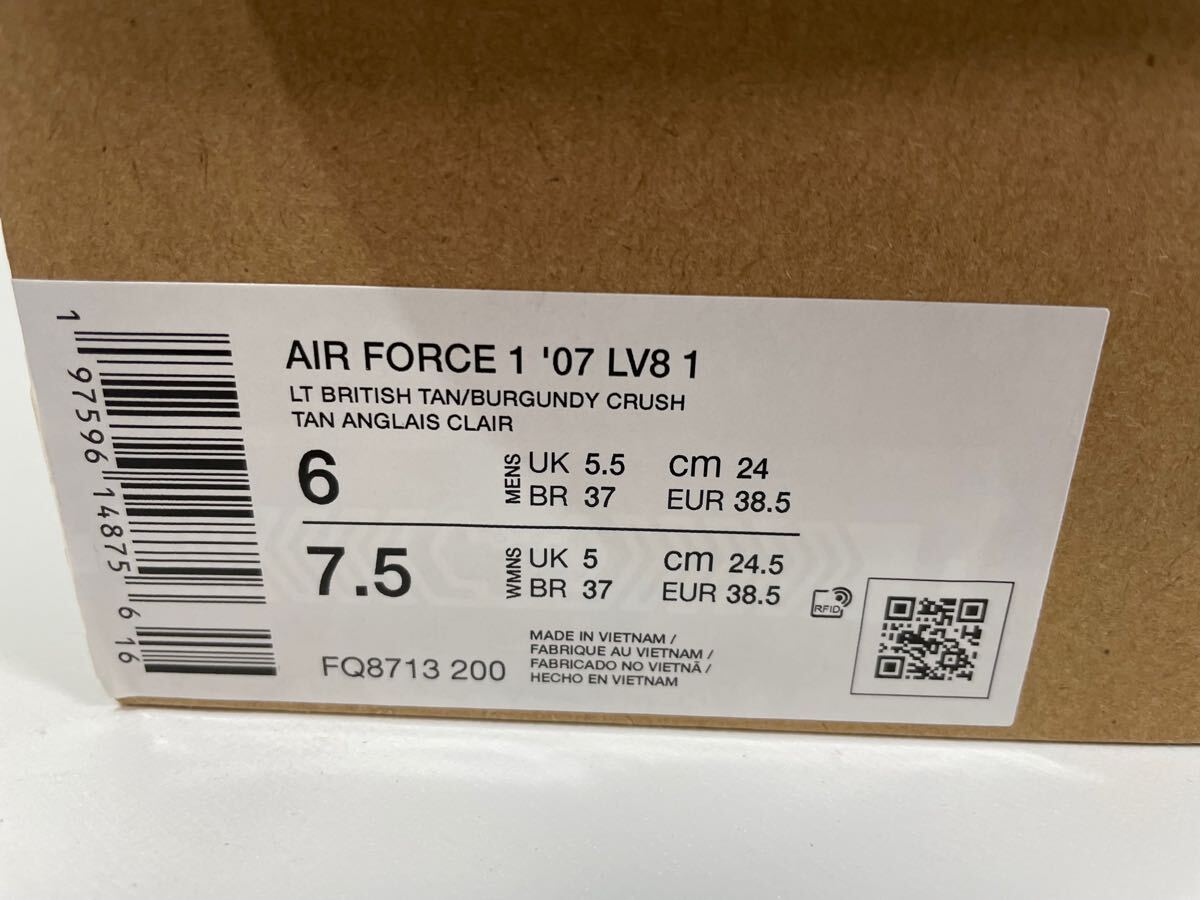 AIR FORCE 1 '07 LV8 1
LT BRITISH TAN/BURGUNDY CRUSH
TAN ANGLAIS CLAIR
6
MENS
UK 5.5 cm 24
BR 37 EUR 38.5
7.5
WMNS
UK 5 cm 24.5
BR 37 EUR 38.5
RFID
MADE IN VIETNAM /
FABRIQUE AU VIETNAM /
FABRICADO NO VIETNÃ /
HECHO EN VIETNAM
FQ8713 200
1 97596 14875 6 16